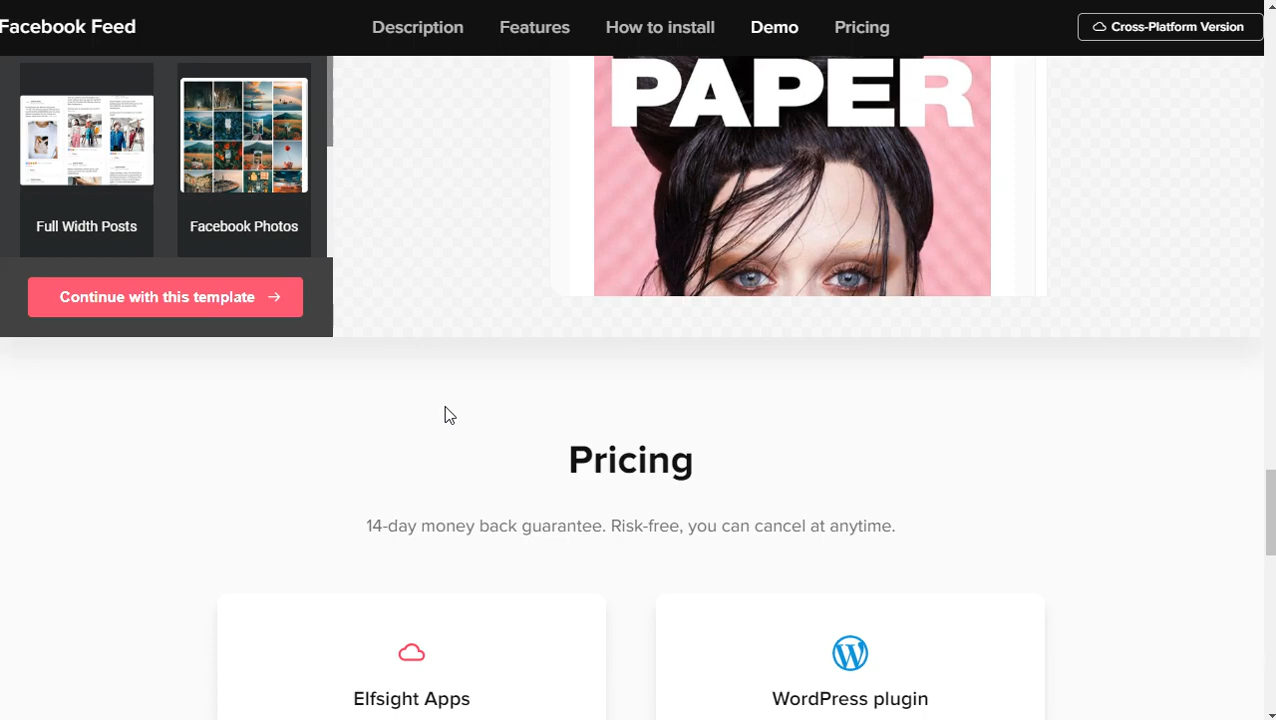 Facebook Feed
Description
Features
How to install
Demo
Pricing
Cross-Platform Version
PAPER
Full Width Posts
Facebook Photos
Continue with this template →
Pricing
14-day money back guarantee. Risk-free, you can cancel at anytime.
Elfsight Apps
WordPress plugin